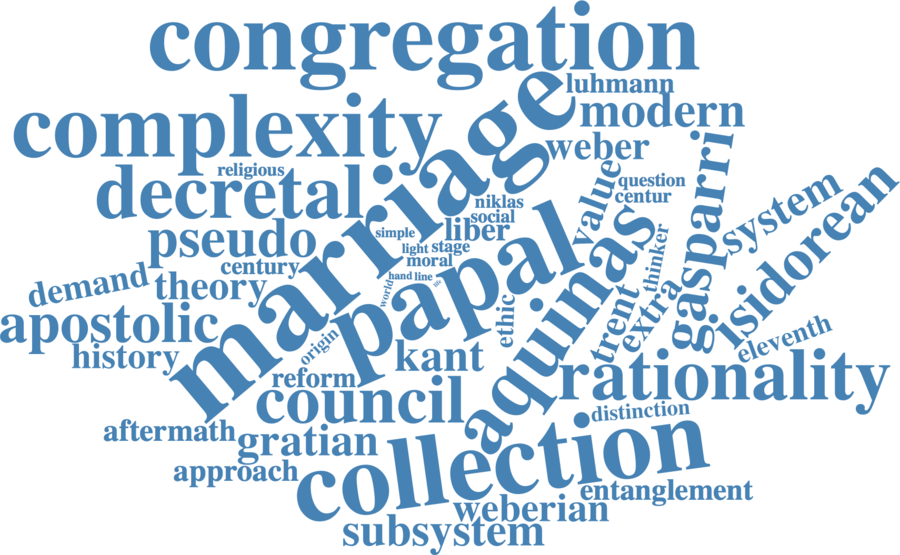 congregation
luhmann
complexity
modern
marriage
weber
gasparri
religious
decretal
value
question
centur
system
isidorean
niklas
social
simple
liber
pseudo
light
stage
moral
papal
aquinas
thinker
century
hand
line
life
world
demand
theory
ethic
trent
extra
apostolic
eleventh
history
origin
kant
reform
rationality
council
distinction
aftermath
gratian
collection
approach
entanglement
weberian
subsystem